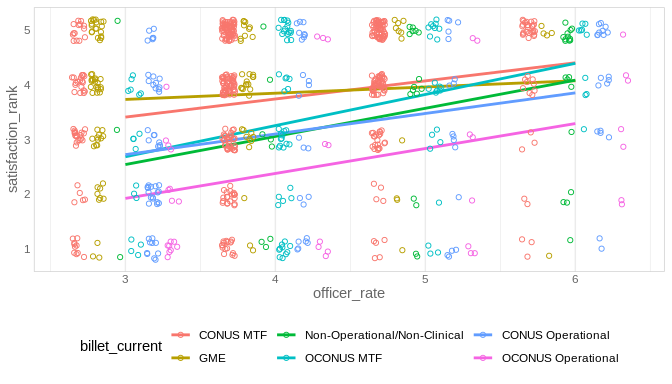 5
4
3
2
1
satisfaction_rank
3 4 5 6
officer_rate
billet_current
CONUS MTF Non-Operational/Non-Clinical CONUS Operational
GME OCONUS MTF OCONUS Operational